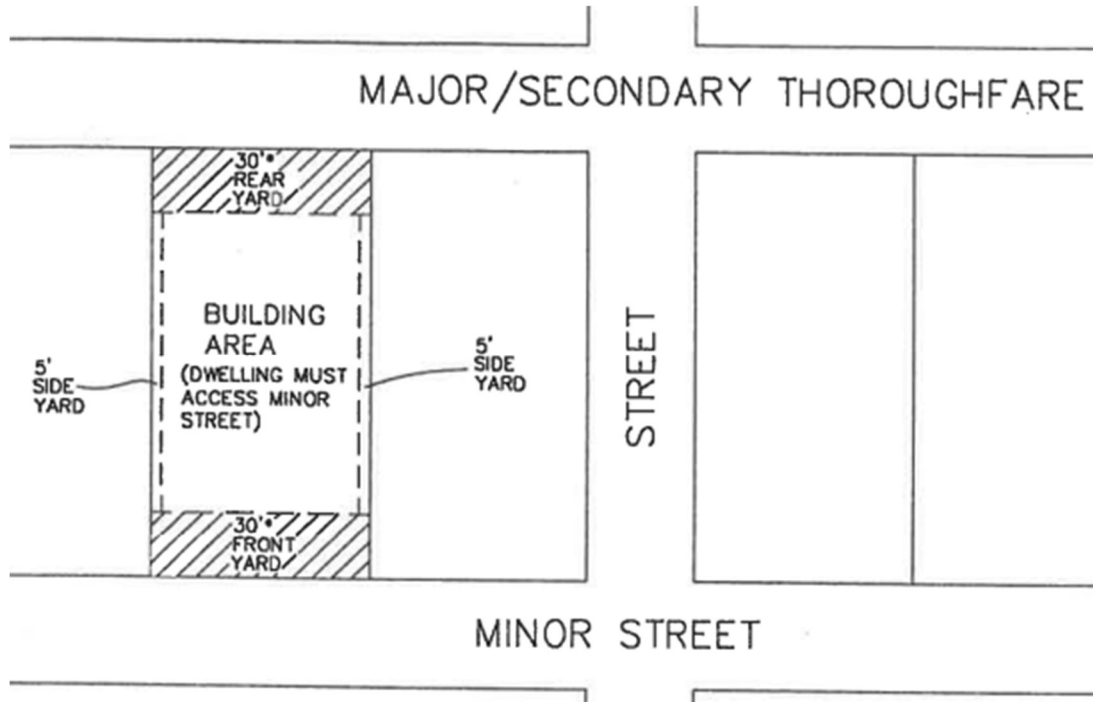 MAJOR/SECONDARY THOROUGHFARE
30'*
REAR
YARD
BUILDING
AREA
(DWELLING MUST
ACCESS MINOR
STREET)
5'
SIDE
YARD
5'
SIDE
YARD
STREET
30'*
FRONT
YARD
MINOR STREET